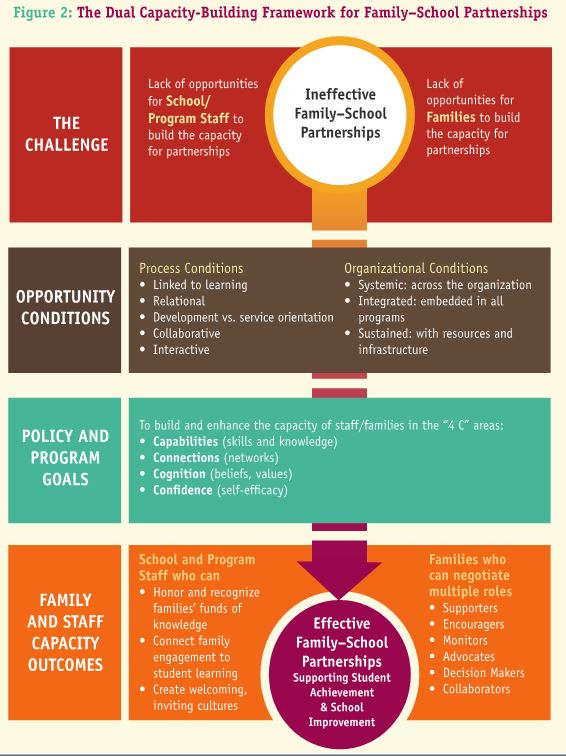 Figure 2: The Dual Capacity-Building Framework for Family–School Partnerships
THE
CHALLENGE
Lack of opportunities
for School/
Program Staff to
build the capacity
for partnerships
Ineffective
Family–School
Partnerships
Lack of
opportunities for
Families to build
the capacity for
partnerships
OPPORTUNITY
CONDITIONS
Process Conditions
• Linked to learning
• Relational
• Development vs. service orientation
• Collaborative
• Interactive
Organizational Conditions
• Systemic: across the organization
• Integrated: embedded in all
programs
• Sustained: with resources and
infrastructure
POLICY AND
PROGRAM
GOALS
To build and enhance the capacity of staff/families in the “4 C” areas:
• Capabilities (skills and knowledge)
• Connections (networks)
• Cognition (beliefs, values)
• Confidence (self-efficacy)
FAMILY
AND STAFF
CAPACITY
OUTCOMES
School and Program
Staff who can
• Honor and recognize
families’ funds of
knowledge
• Connect family
engagement to
student learning
• Create welcoming,
inviting cultures
Effective
Family–School
Partnerships
Supporting Student
Achievement
& School
Improvement
Families who
can negotiate
multiple roles
• Supporters
• Encouragers
• Monitors
• Advocates
• Decision Makers
• Collaborators